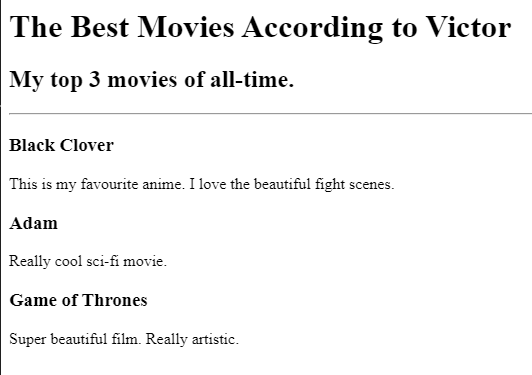 The Best Movies According to Victor
My top 3 movies of all-time.
Black Clover
This is my favourite anime. I love the beautiful fight scenes.
Adam
Really cool sci-fi movie.
Game of Thrones
Super beautiful film. Really artistic.